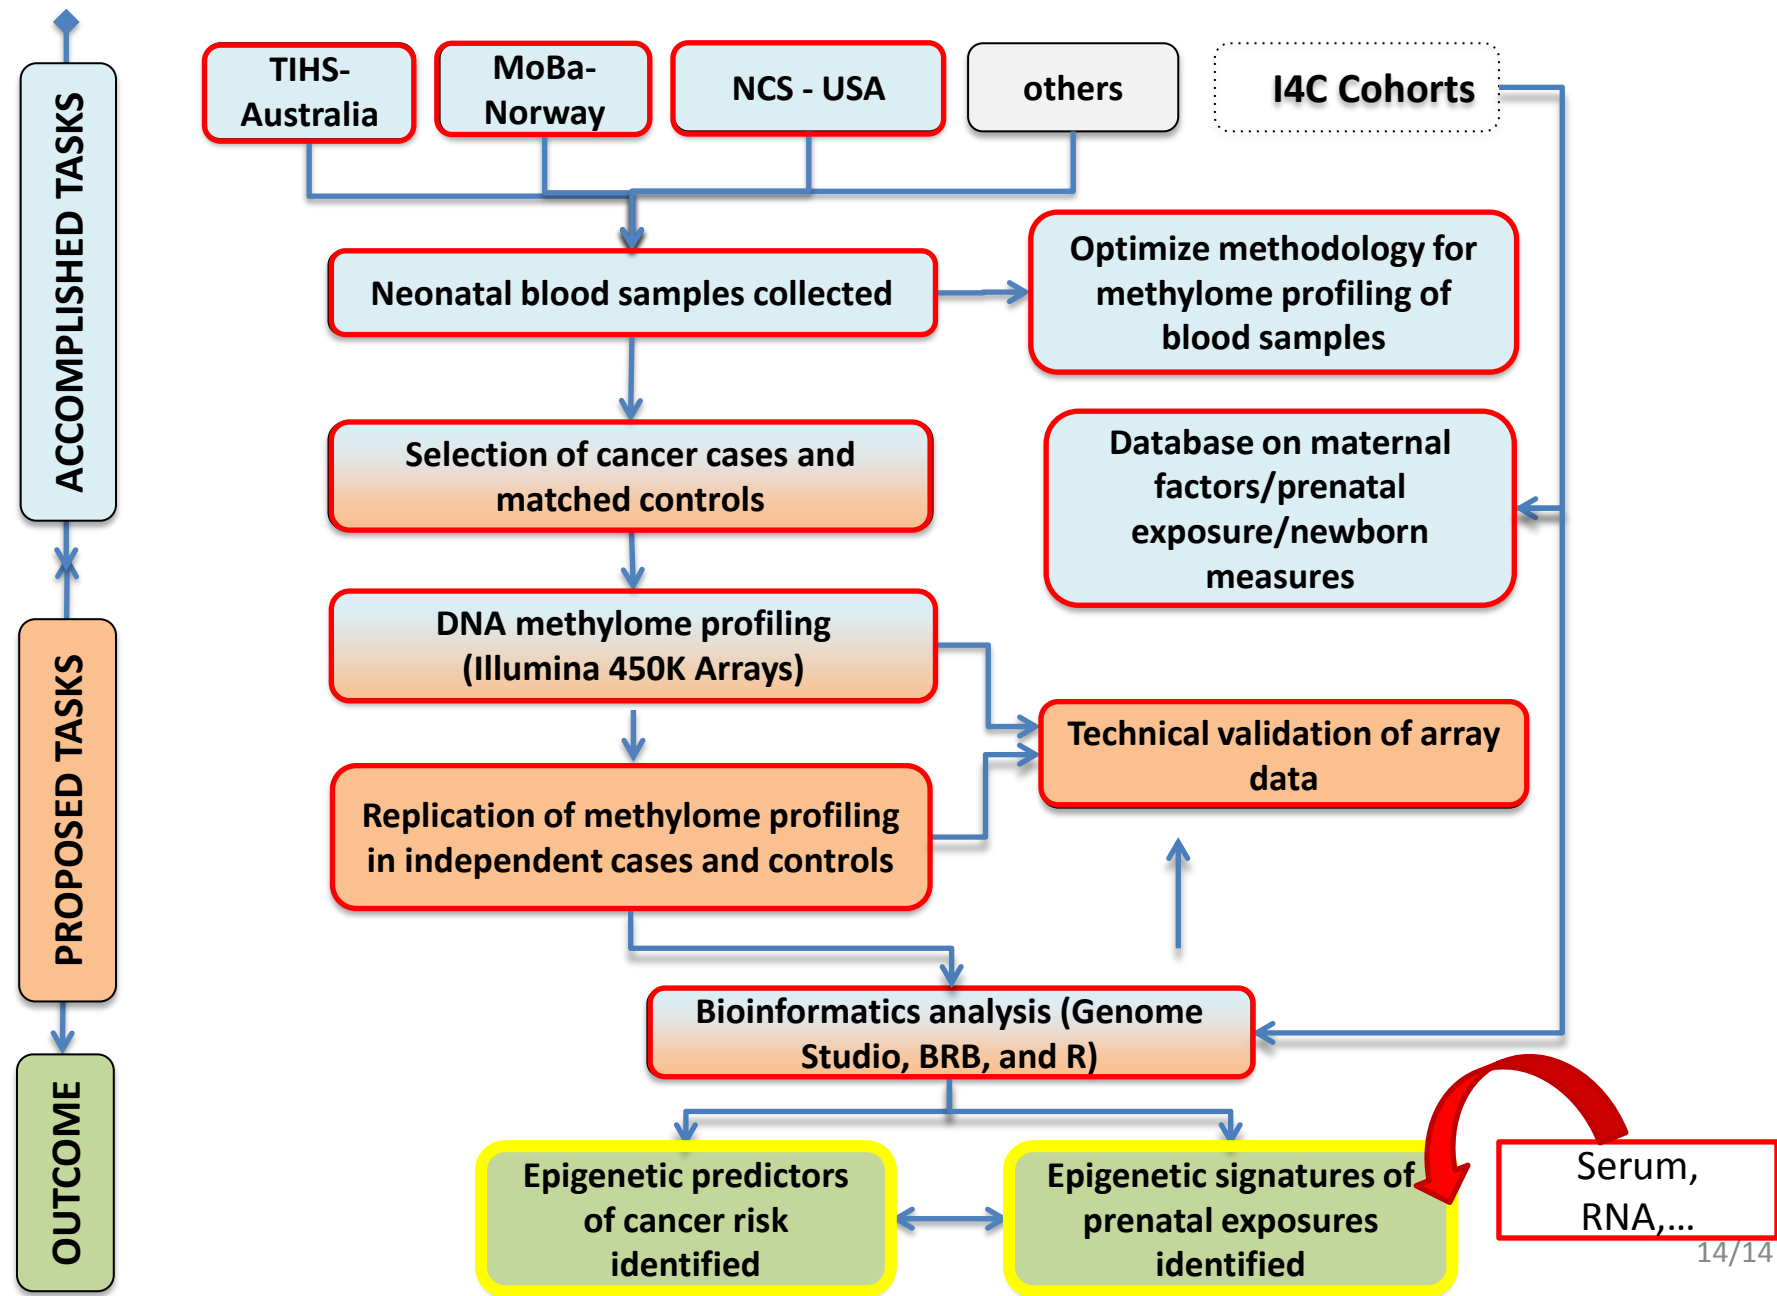 ACCOMPLISHED TASKS
PROPOSED TASKS
OUTCOME
TIHS-
Australia
MoBa-
Norway
NCS - USA
others
I4C Cohorts
Neonatal blood samples collected
Optimize methodology for
methylome profiling of
blood samples
Selection of cancer cases and
matched controls
Database on maternal
factors/prenatal
exposure/newborn
measures
DNA methylome profiling
(Illumina 450K Arrays)
Technical validation of array
data
Replication of methylome profiling
in independent cases and controls
Bioinformatics analysis (Genome
Studio, BRB, and R)
Epigenetic predictors
of cancer risk
identified
Epigenetic signatures of
prenatal exposures
identified
Serum,
RNA,...
14/14